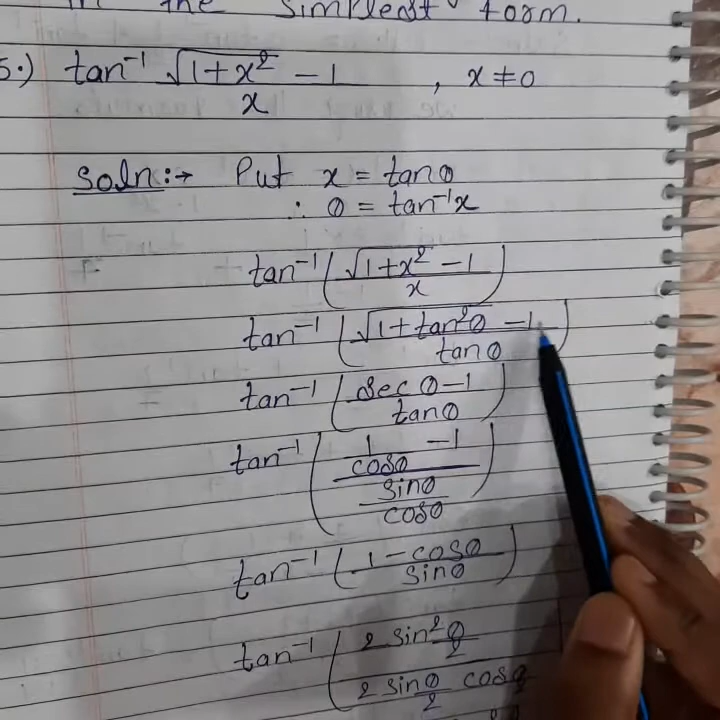 in the simplest form.
5.) tan⁻¹ √(1+x²) − 1 / x , x ≠ 0
Soln:→ Put x = tanθ
∴ θ = tan⁻¹x
tan⁻¹ (√(1+x²) − 1 / x)
tan⁻¹ (√(1+tan²θ) − 1 / tanθ)
tan⁻¹ (secθ − 1 / tanθ)
tan⁻¹ (1/cosθ − 1 / sinθ/cosθ)
tan⁻¹ (1 − cosθ / sinθ)
tan⁻¹ (2 sin² θ/2 / 2 sin θ/2 cos θ/2